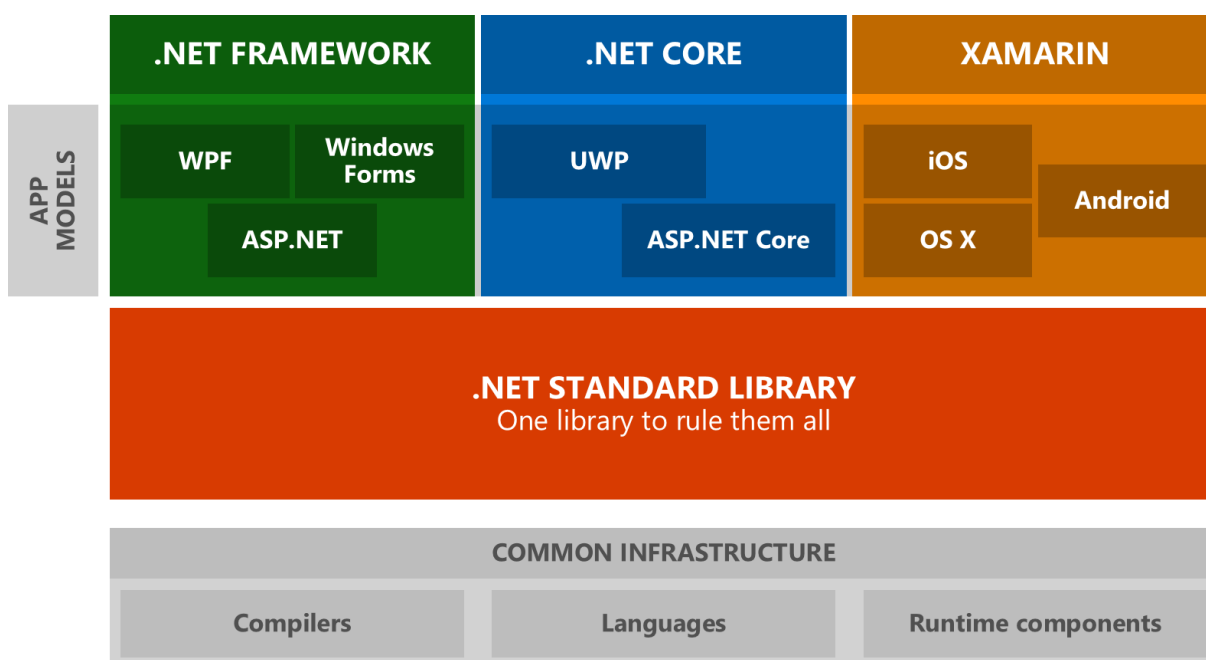 .NET FRAMEWORK
.NET CORE
XAMARIN
APP
MODELS
WPF
Windows
Forms
ASP.NET
UWP
ASP.NET Core
iOS
Android
OS X
.NET STANDARD LIBRARY
One library to rule them all
COMMON INFRASTRUCTURE
Compilers
Languages
Runtime components